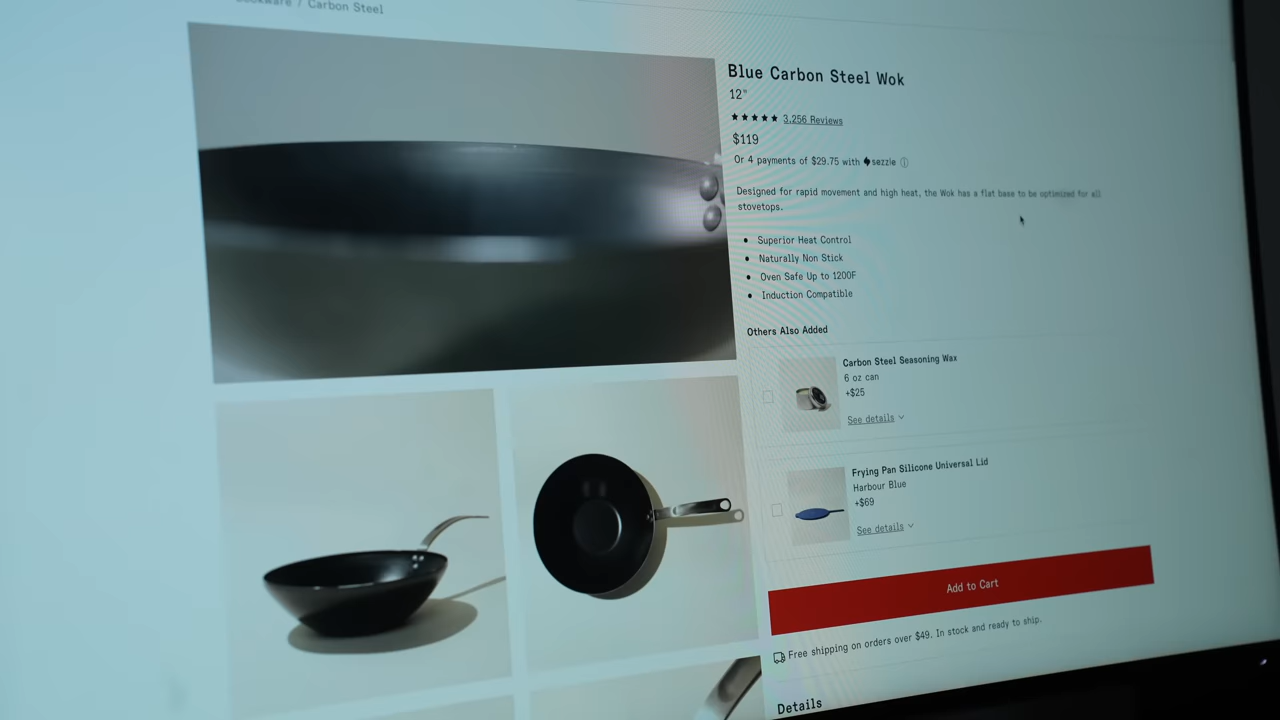 Cookware / Carbon Steel
Blue Carbon Steel Wok
12"
3,256 Reviews
$119
Or 4 payments of $29.75 with sezzle
Designed for rapid movement and high heat, the Wok has a flat base to be optimized for all
stovetops.
Superior Heat Control
Naturally Non Stick
Oven Safe Up to 1200F
Induction Compatible
Others Also Added
Carbon Steel Seasoning Wax
6 oz can
+$25
See details
Frying Pan Silicone Universal Lid
Harbour Blue
+$69
See details
Add to Cart
Free shipping on orders over $49. In stock and ready to ship.
Details